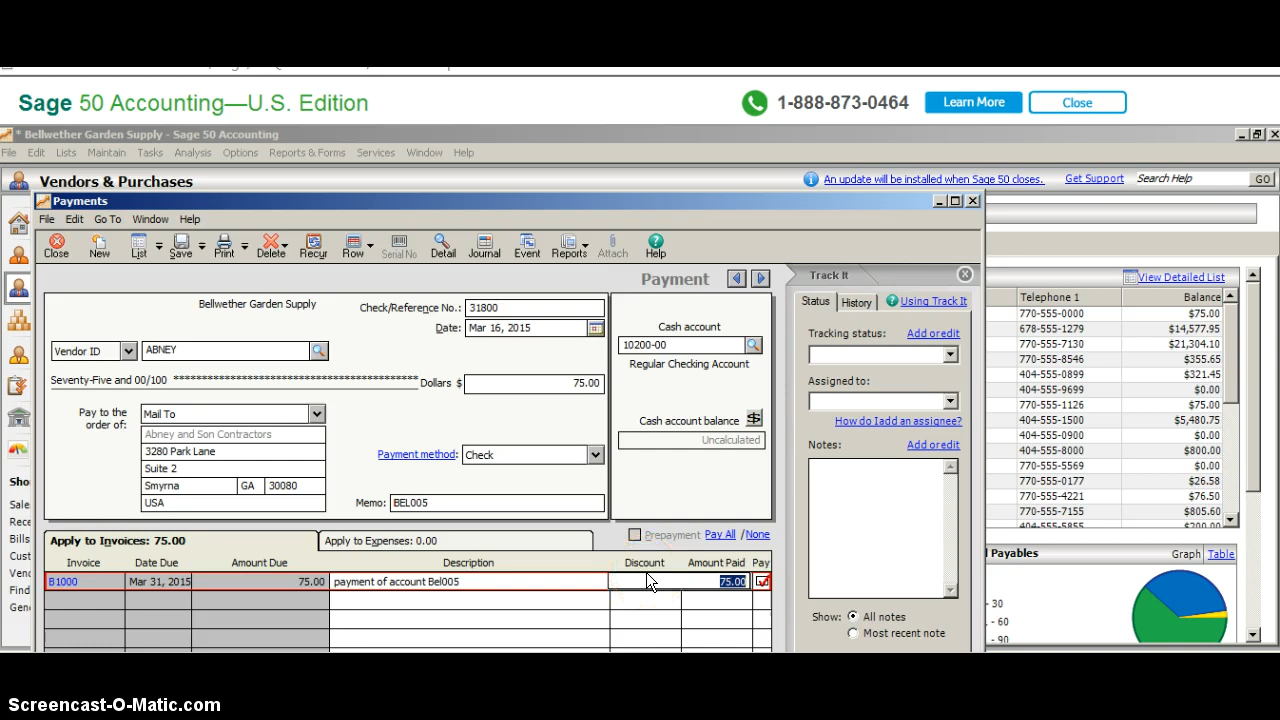 Sage 50 Accounting—U.S. Edition
1-888-873-0464
Learn More
Close
* Bellwether Garden Supply - Sage 50 Accounting
File Edit Lists Maintain Tasks Analysis Options Reports & Forms Services Window Help
Vendors & Purchases
An update will be installed when Sage 50 closes.
Get Support
Search Help
GO
Payments
File Edit Go To Window Help
Close New List Save Print Delete Recur Row Serial No Detail Journal Event Reports Attach Help
Payment
Bellwether Garden Supply
Check/Reference No.: 31800
Date: Mar 16, 2015
Vendor ID ABNEY
Seventy-Five and 00/100 ****************************************** Dollars $ 75.00
Pay to the
order of:
Mail To
Abney and Son Contractors
3280 Park Lane
Suite 2
Smyrna GA 30080
USA
Payment method: Check
Memo: BEL005
Cash account
10200-00
Regular Checking Account
Cash account balance
Uncalculated
Apply to Invoices: 75.00
Apply to Expenses: 0.00
Prepayment Pay All /None
Invoice Date Due Amount Due Description Discount Amount Paid Pay
B1000 Mar 31, 2015 75.00 payment of account Bel005 75.00
Track It
Status History Using Track It
Tracking status: Add or edit
Assigned to:
How do I add an assignee?
Notes: Add or edit
Show: All notes
Most recent note
View Detailed List
Telephone 1 Balance
770-555-0000 $75.00
678-555-1279 $14,577.95
770-555-7130 $21,304.10
770-555-8546 $355.65
404-555-0899 $321.45
404-555-9699 $0.00
770-555-1126 $75.00
404-555-1500 $5,480.75
404-555-0900 $0.00
404-555-8000 $800.00
770-555-5569 $0.00
404-555-0177 $26.58
770-555-4221 $76.50
770-555-7155 $805.60
404-555-5855 $200.00
d Payables Graph Table
- 30
- 60
- 90
Sho
Sale
Rece
Bills
Cust
Venc
Gene
Screencast-O-Matic.com